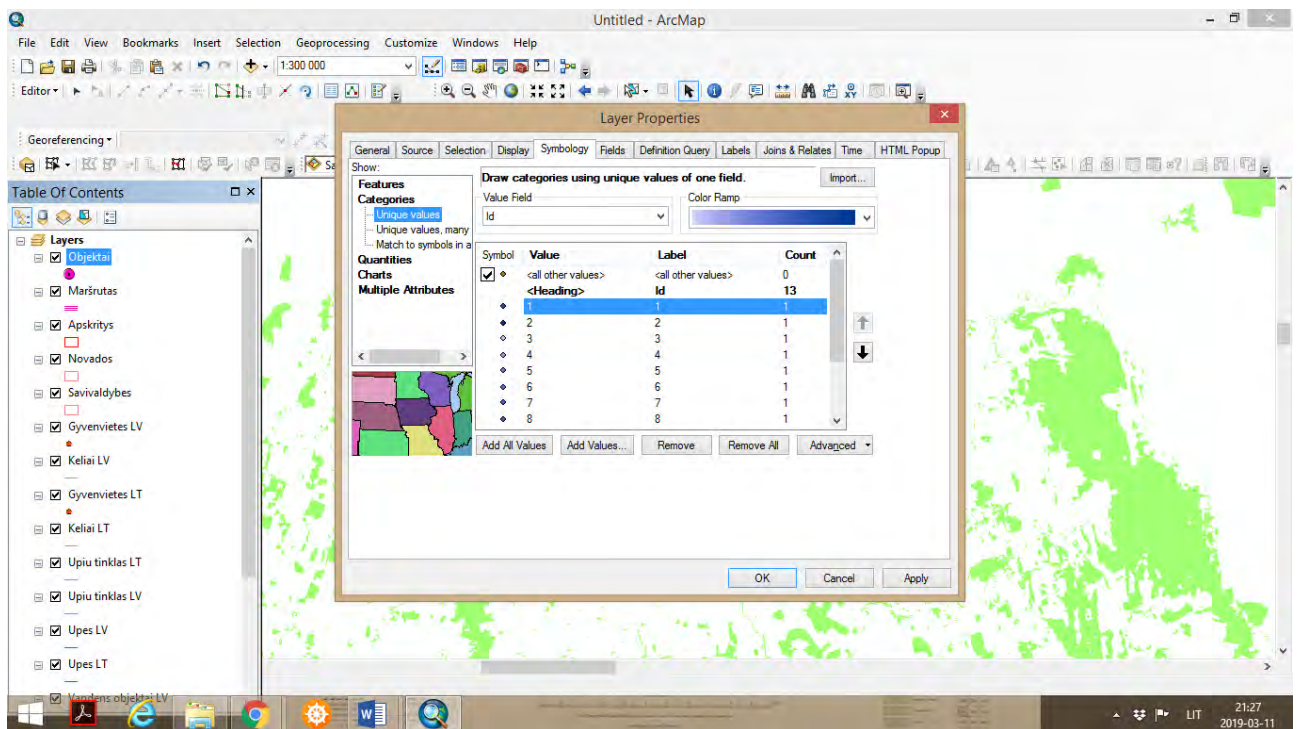 Untitled - ArcMap
File Edit View Bookmarks Insert Selection Geoprocessing Customize Windows Help
1:300 000
Editor
Georeferencing
Table Of Contents
Layers
Objektai
Maršrutas
Apskritys
Novados
Savivaldybes
Gyvenvietes LV
Keliai LV
Gyvenvietes LT
Keliai LT
Upiu tinklas LT
Upiu tinklas LV
Upes LV
Upes LT
Vandens objektai LV
Layer Properties
General Source Selection Display Symbology Fields Definition Query Labels Joins & Relates Time HTML Popup
Show:
Features
Categories
Unique values
Unique values, many
Match to symbols in a
Quantities
Charts
Multiple Attributes
Draw categories using unique values of one field.
Import...
Value Field
Color Ramp
Id
Symbol Value Label Count
<all other values> <all other values> 0
<Heading> Id 13
1 1 1
2 2 1
3 3 1
4 4 1
5 5 1
6 6 1
7 7 1
8 8 1
Add All Values Add Values... Remove Remove All Advanced
OK Cancel Apply
LIT
21:27
2019-03-11